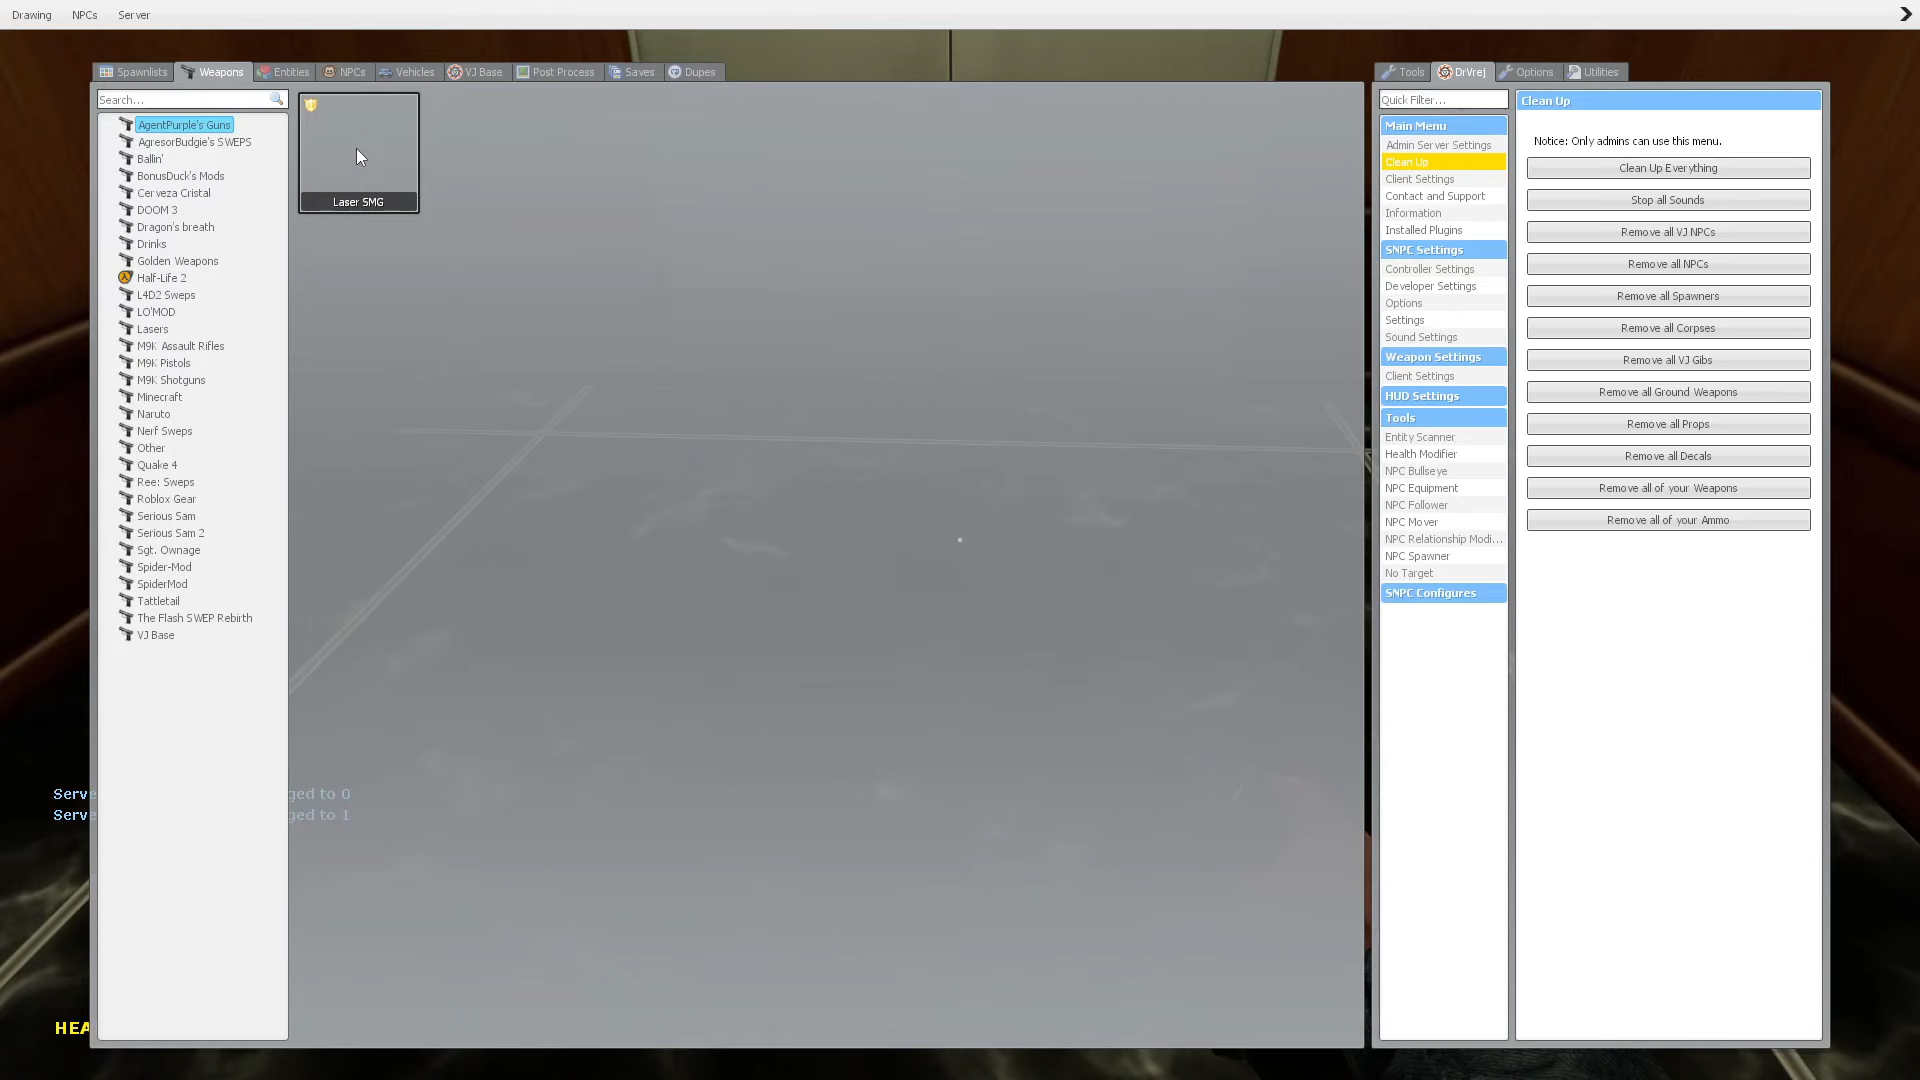 Drawing NPCs Server
Spawnlists Weapons Entities NPCs Vehicles VJ Base Post Process Saves Dupes
Search...
AgentPurple's Guns
AgresorBudgie's SWEPS
Ballin'
BonusDuck's Mods
Cerveza Cristal
DOOM 3
Dragon's breath
Drinks
Golden Weapons
Half-Life 2
L4D2 Sweps
LO'MOD
Lasers
M9K Assault Rifles
M9K Pistols
M9K Shotguns
Minecraft
Naruto
Nerf Sweps
Other
Quake 4
Ree: Sweps
Roblox Gear
Serious Sam
Serious Sam 2
Sgt. Ownage
Spider-Mod
SpiderMod
Tattletail
The Flash SWEP Rebirth
VJ Base
Laser SMG
Serve ged to 0
Serve ged to 1
HEA
Tools DrVrej Options Utilities
Quick Filter...
Main Menu
Admin Server Settings
Clean Up
Client Settings
Contact and Support
Information
Installed Plugins
SNPC Settings
Controller Settings
Developer Settings
Options
Settings
Sound Settings
Weapon Settings
Client Settings
HUD Settings
Tools
Entity Scanner
Health Modifier
NPC Bullseye
NPC Equipment
NPC Follower
NPC Mover
NPC Relationship Modi...
NPC Spawner
No Target
SNPC Configures
Clean Up
Notice: Only admins can use this menu.
Clean Up Everything
Stop all Sounds
Remove all VJ NPCs
Remove all NPCs
Remove all Spawners
Remove all Corpses
Remove all VJ Gibs
Remove all Ground Weapons
Remove all Props
Remove all Decals
Remove all of your Weapons
Remove all of your Ammo